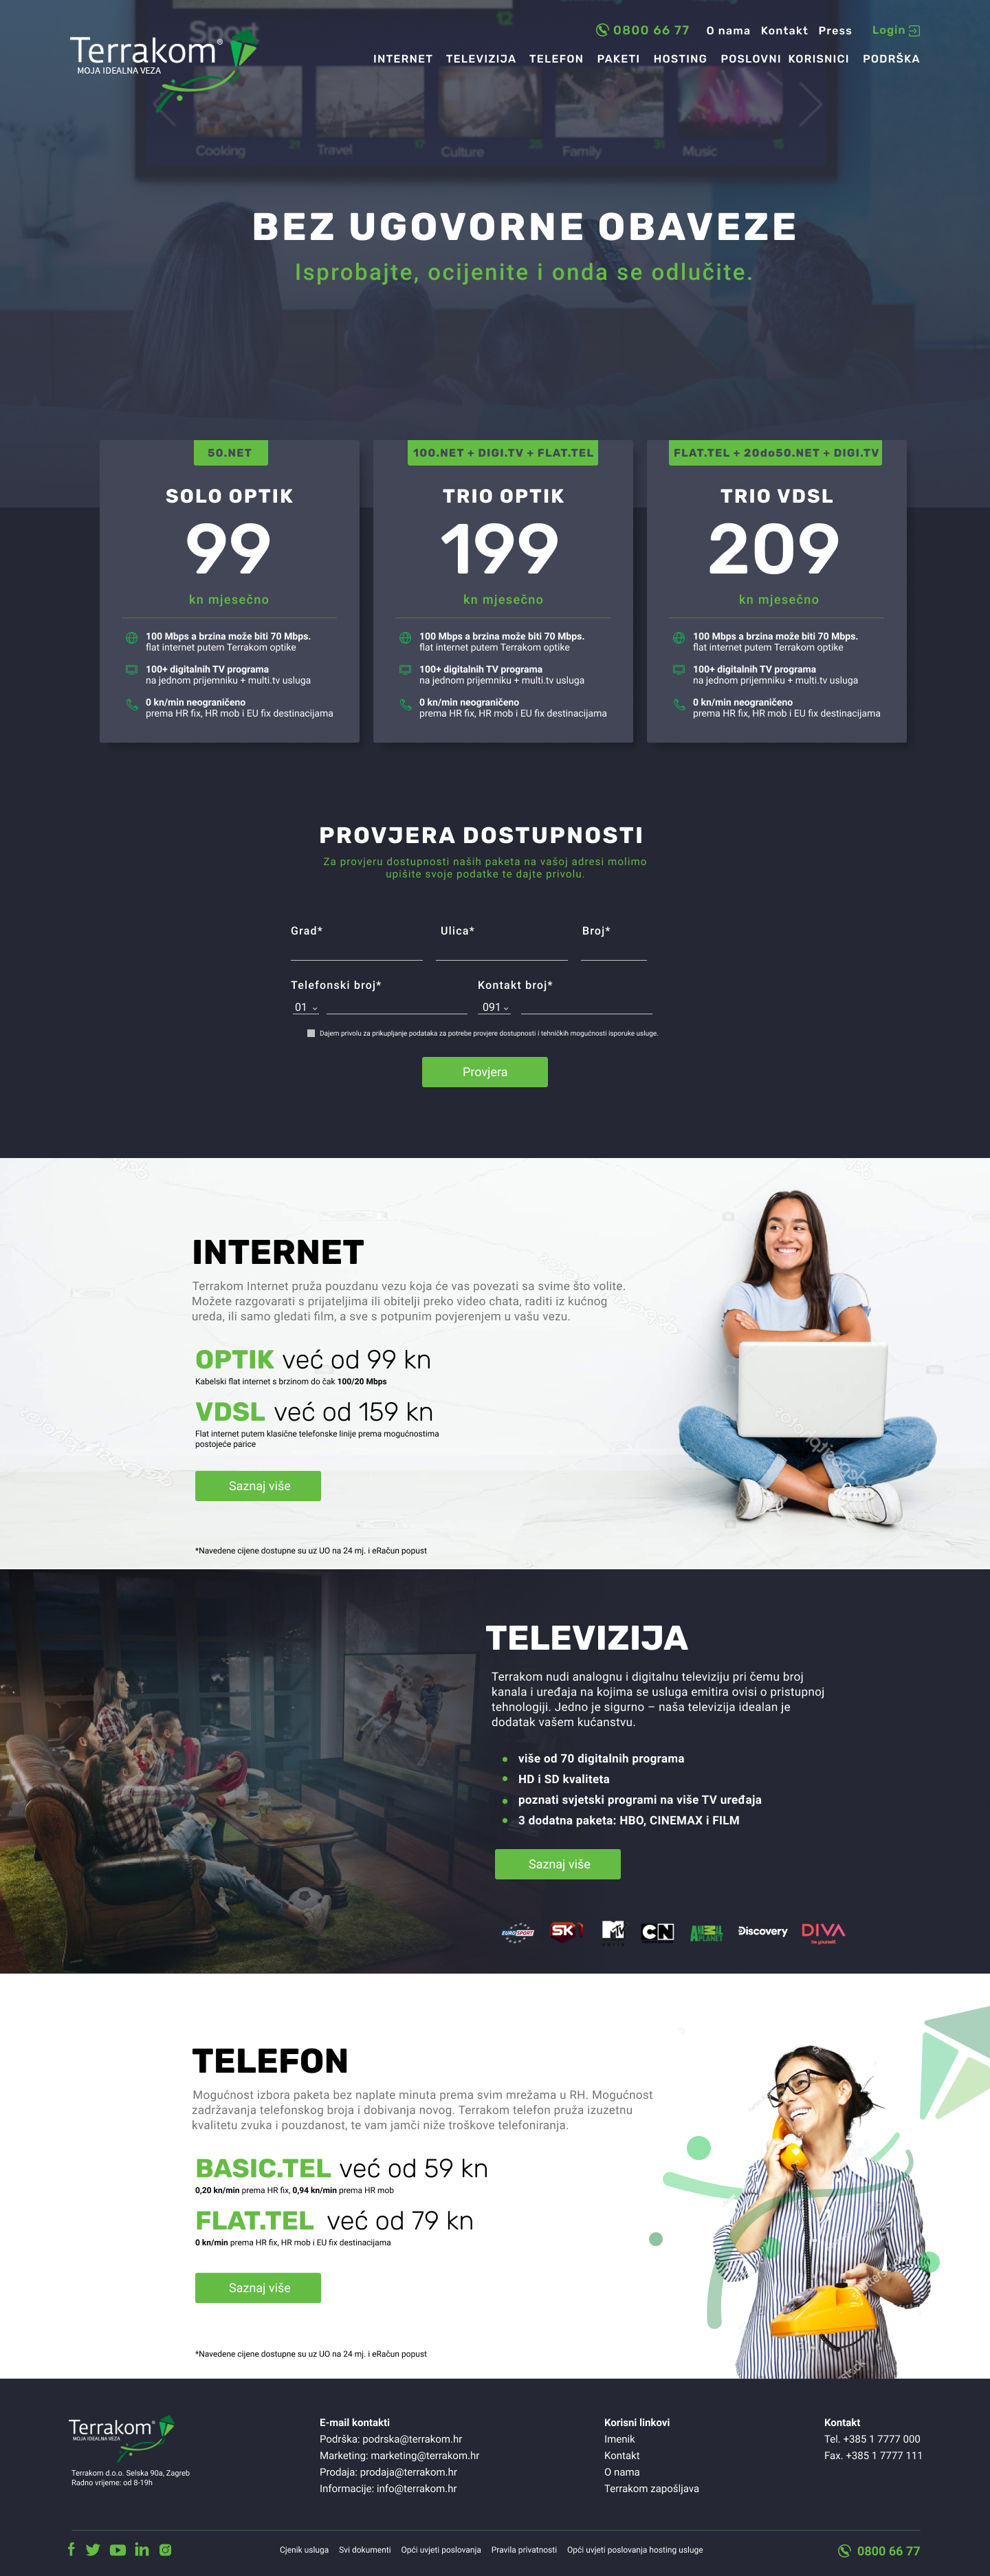 Sport
12
0800 66 77 O nama Kontakt Press Login
Terrakom®
MOJA IDEALNA VEZA
INTERNET TELEVIZIJA TELEFON PAKETI HOSTING POSLOVNI KORISNICI PODRŠKA
Cooking 21 Travel 17 Culture 25 Family 31 Music 15
BEZ UGOVORNE OBAVEZE
Isprobajte, ocijenite i onda se odlučite.
50.NET
SOLO OPTIK
99
kn mjesečno
100 Mbps a brzina može biti 70 Mbps.
flat internet putem Terrakom optike
100+ digitalnih TV programa
na jednom prijemniku + multi.tv usluga
0 kn/min neograničeno
prema HR fix, HR mob i EU fix destinacijama
100.NET + DIGI.TV + FLAT.TEL
TRIO OPTIK
199
kn mjesečno
100 Mbps a brzina može biti 70 Mbps.
flat internet putem Terrakom optike
100+ digitalnih TV programa
na jednom prijemniku + multi.tv usluga
0 kn/min neograničeno
prema HR fix, HR mob i EU fix destinacijama
FLAT.TEL + 20do50.NET + DIGI.TV
TRIO VDSL
209
kn mjesečno
100 Mbps a brzina može biti 70 Mbps.
flat internet putem Terrakom optike
100+ digitalnih TV programa
na jednom prijemniku + multi.tv usluga
0 kn/min neograničeno
prema HR fix, HR mob i EU fix destinacijama
PROVJERA DOSTUPNOSTI
Za provjeru dostupnosti naših paketa na vašoj adresi molimo
upišite svoje podatke te dajte privolu.
Grad* Ulica* Broj*
Telefonski broj* Kontakt broj*
01 091
Dajem privolu za prikupljanje podataka za potrebe provjere dostupnosti i tehničkih mogućnosti isporuke usluge.
Provjera
INTERNET
Terrakom Internet pruža pouzdanu vezu koja će vas povezati sa svime što volite.
Možete razgovarati s prijateljima ili obitelji preko video chata, raditi iz kućnog
ureda, ili samo gledati film, a sve s potpunim povjerenjem u vašu vezu.
OPTIK već od 99 kn
Kabelski flat internet s brzinom do čak 100/20 Mbps
VDSL već od 159 kn
Flat internet putem klasične telefonske linije prema mogućnostima
postojeće parice
Saznaj više
*Navedene cijene dostupne su uz UO na 24 mj. i eRačun popust
TELEVIZIJA
Terrakom nudi analognu i digitalnu televiziju pri čemu broj
kanala i uređaja na kojima se usluga emitira ovisi o pristupnoj
tehnologiji. Jedno je sigurno – naša televizija idealan je
dodatak vašem kućanstvu.
više od 70 digitalnih programa
HD i SD kvaliteta
poznati svjetski programi na više TV uređaja
3 dodatna paketa: HBO, CINEMAX i FILM
Saznaj više
EUROSPORT SK1 MTV CN ANIMAL PLANET Discovery DIVA
be yourself.
TELEFON
Mogućnost izbora paketa bez naplate minuta prema svim mrežama u RH. Mogućnost
zadržavanja telefonskog broja i dobivanja novog. Terrakom telefon pruža izuzetnu
kvalitetu zvuka i pouzdanost, te vam jamči niže troškove telefoniranja.
BASIC.TEL već od 59 kn
0,20 kn/min prema HR fix, 0,94 kn/min prema HR mob
FLAT.TEL već od 79 kn
0 kn/min prema HR fix, HR mob i EU fix destinacijama
Saznaj više
*Navedene cijene dostupne su uz UO na 24 mj. i eRačun popust
Terrakom®
MOJA IDEALNA VEZA
Terrakom d.o.o. Selska 90a, Zagreb
Radno vrijeme: od 8-19h
E-mail kontakti
Podrška: podrska@terrakom.hr
Marketing: marketing@terrakom.hr
Prodaja: prodaja@terrakom.hr
Informacije: info@terrakom.hr
Korisni linkovi
Imenik
Kontakt
O nama
Terrakom zapošljava
Kontakt
Tel. +385 1 7777 000
Fax. +385 1 7777 111
Cjenik usluga Svi dokumenti Opći uvjeti poslovanja Pravila privatnosti Opći uvjeti poslovanja hosting usluge
0800 66 77